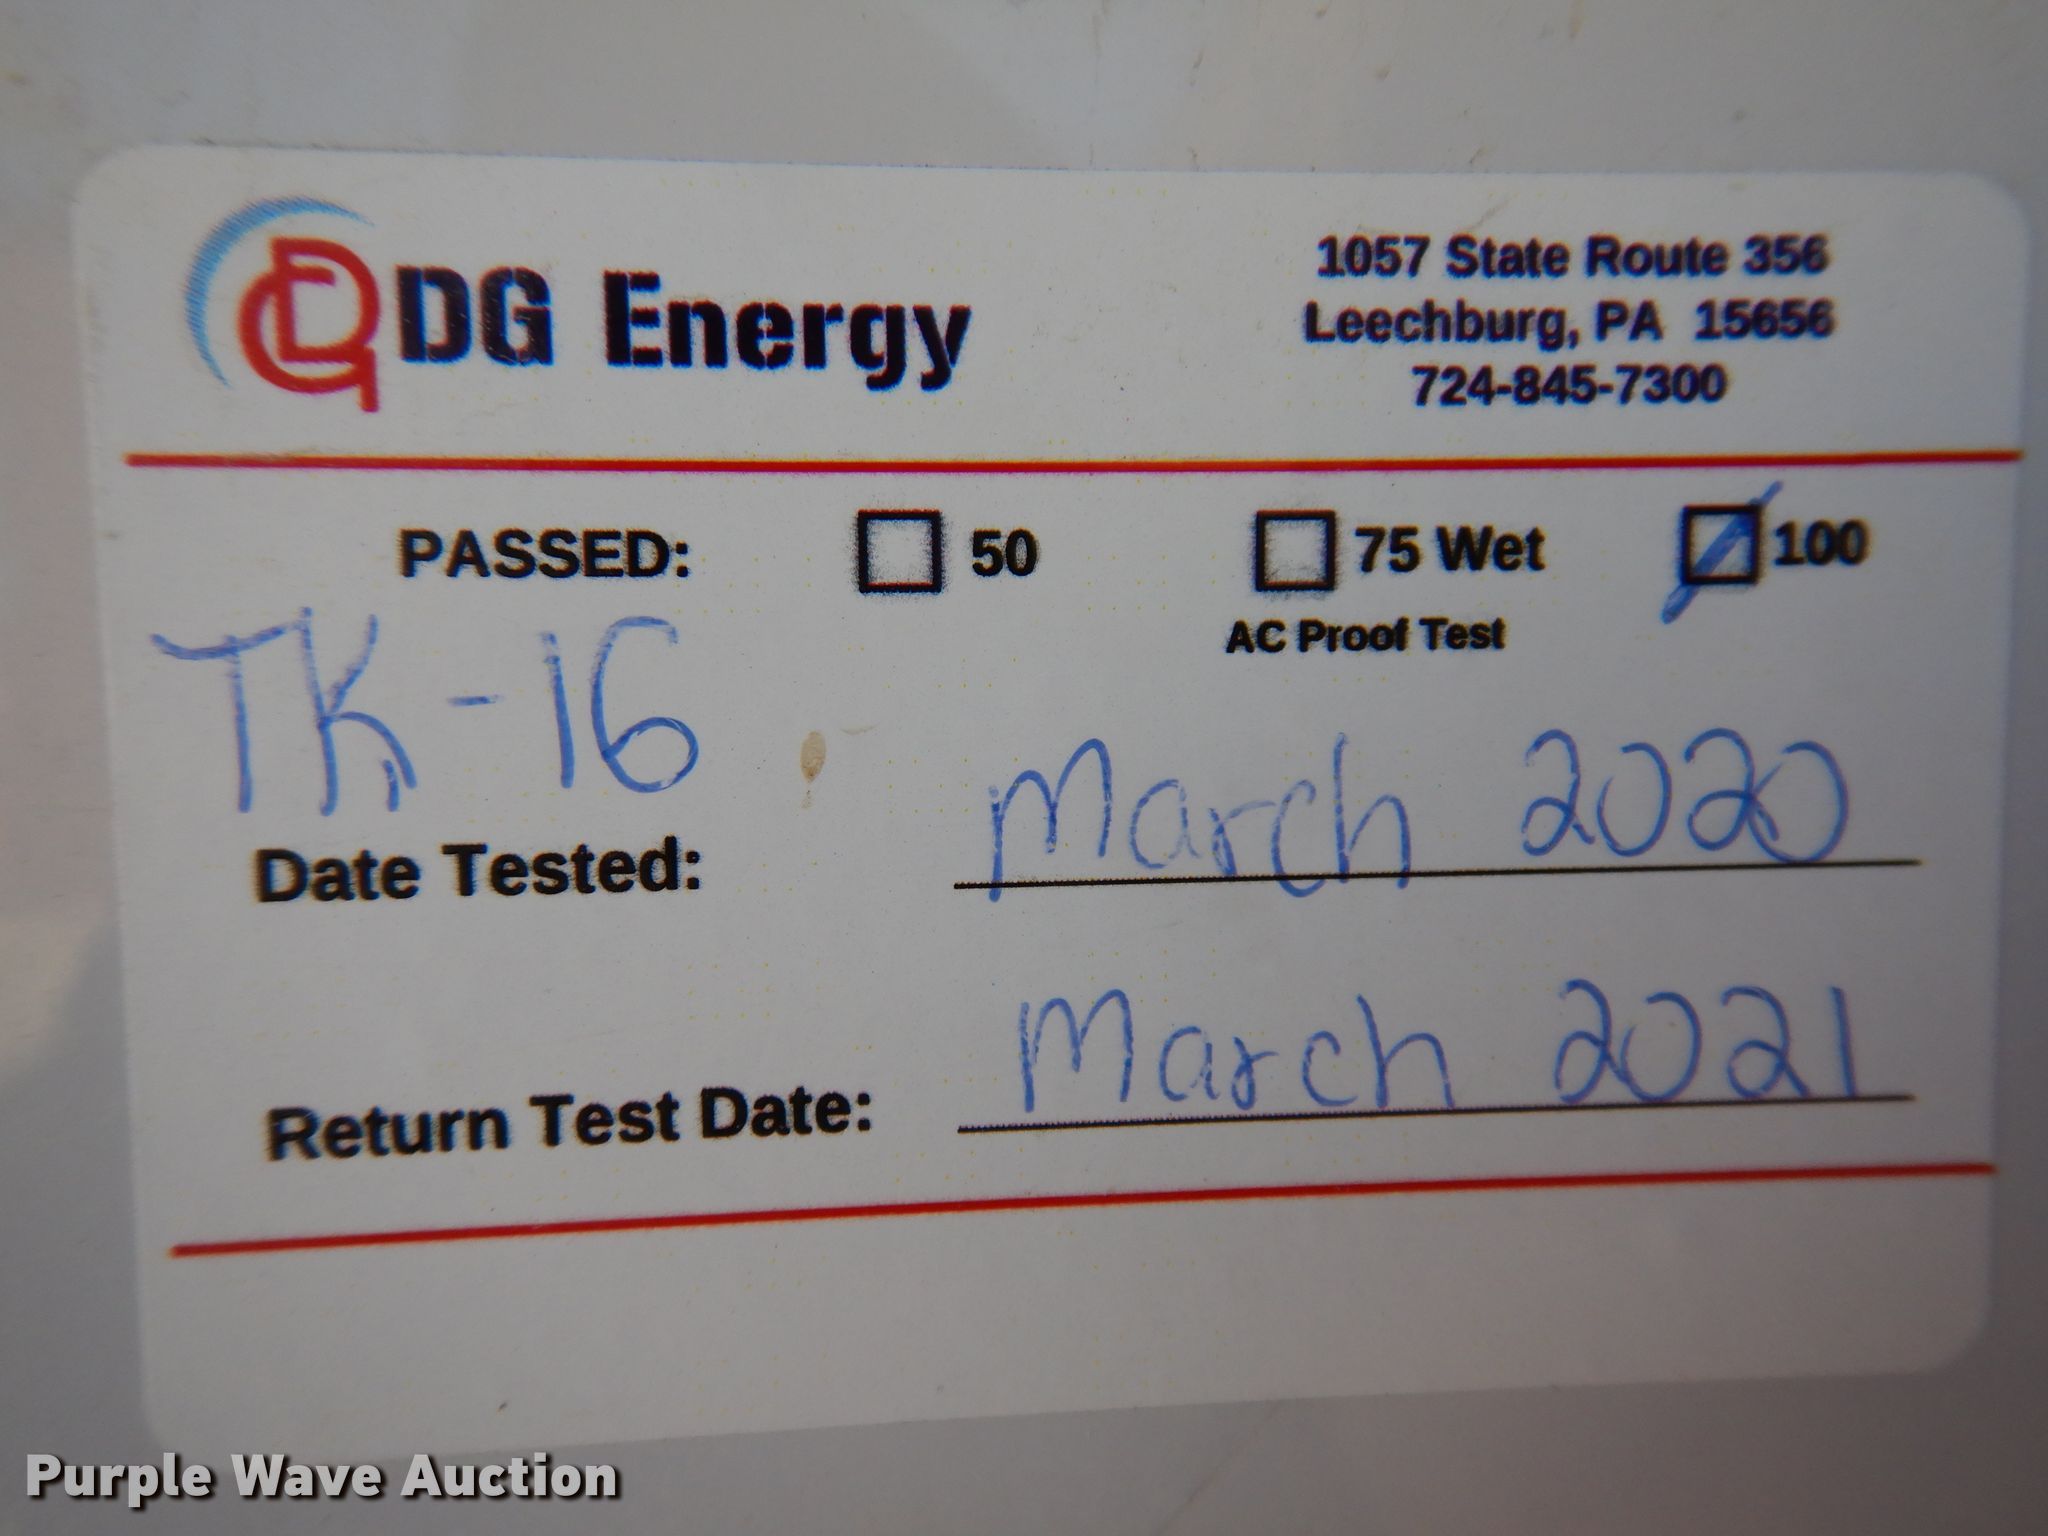 DG Energy
1057 State Route 356
Leechburg, PA 15656
724-845-7300
PASSED: 50 75 Wet 100
AC Proof Test
TK-16
Date Tested: March 2020
Return Test Date: March 2021
Purple Wave Auction